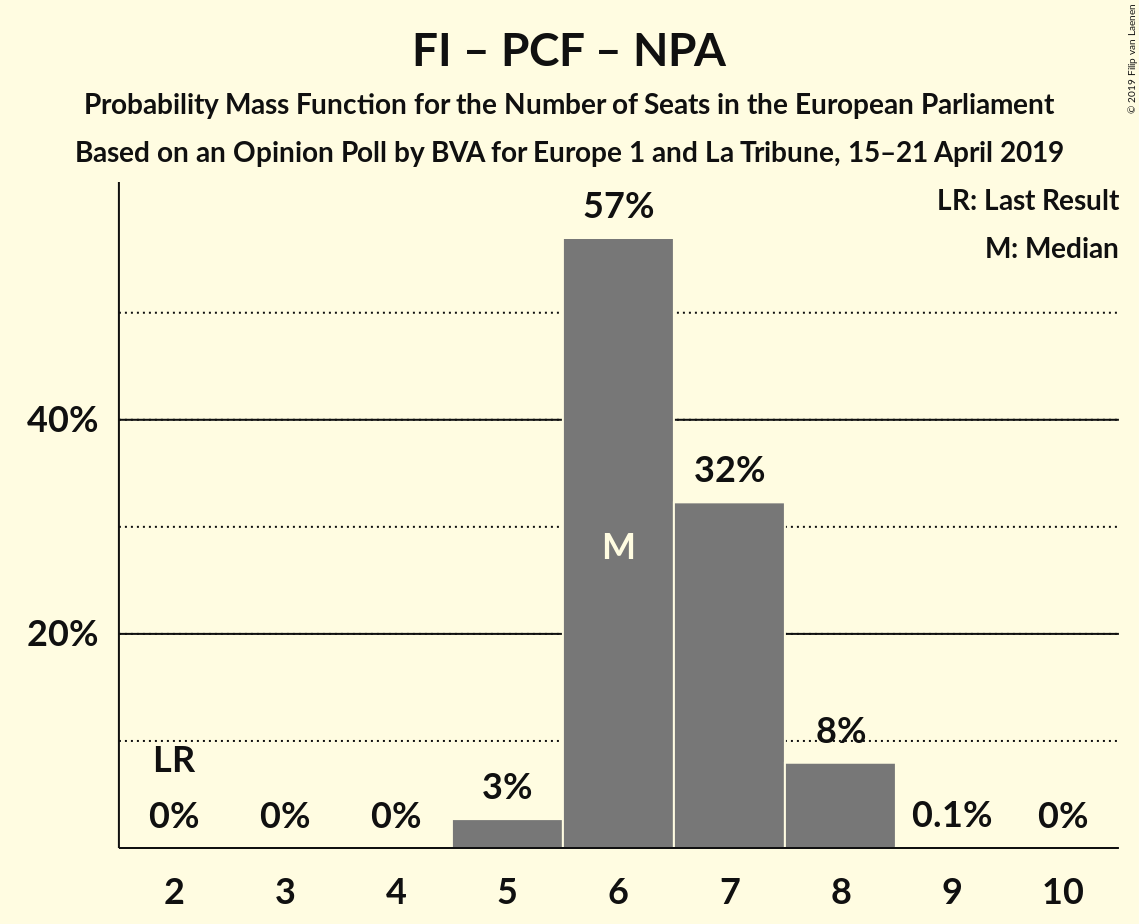 FI – PCF – NPA
Probability Mass Function for the Number of Seats in the European Parliament
Based on an Opinion Poll by BVA for Europe 1 and La Tribune, 15–21 April 2019
© 2019 Filip van Laenen
LR: Last Result
M: Median
57%
40%
32%
M
20%
8%
LR
3%
0% 0% 0% 0.1% 0%
2 3 4 5 6 7 8 9 10